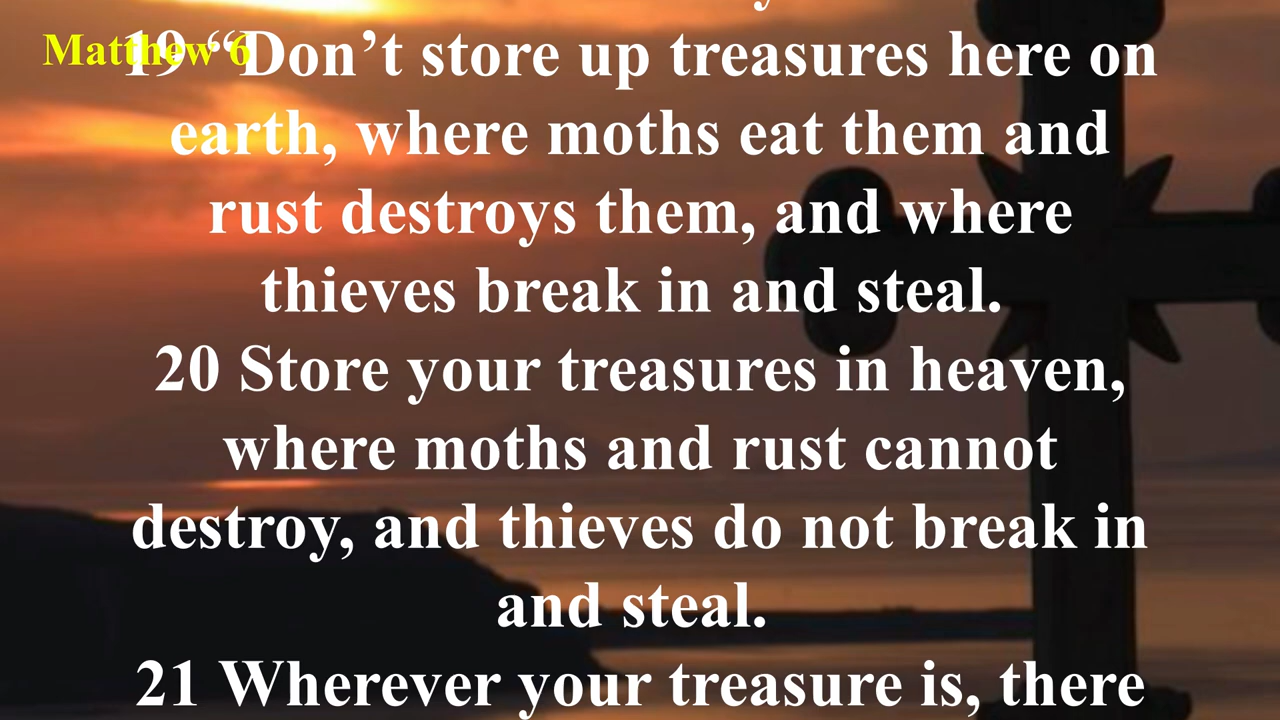 Matthew 6
19 “Don’t store up treasures here on
earth, where moths eat them and
rust destroys them, and where
thieves break in and steal.
20 Store your treasures in heaven,
where moths and rust cannot
destroy, and thieves do not break in
and steal.
21 Wherever your treasure is, there